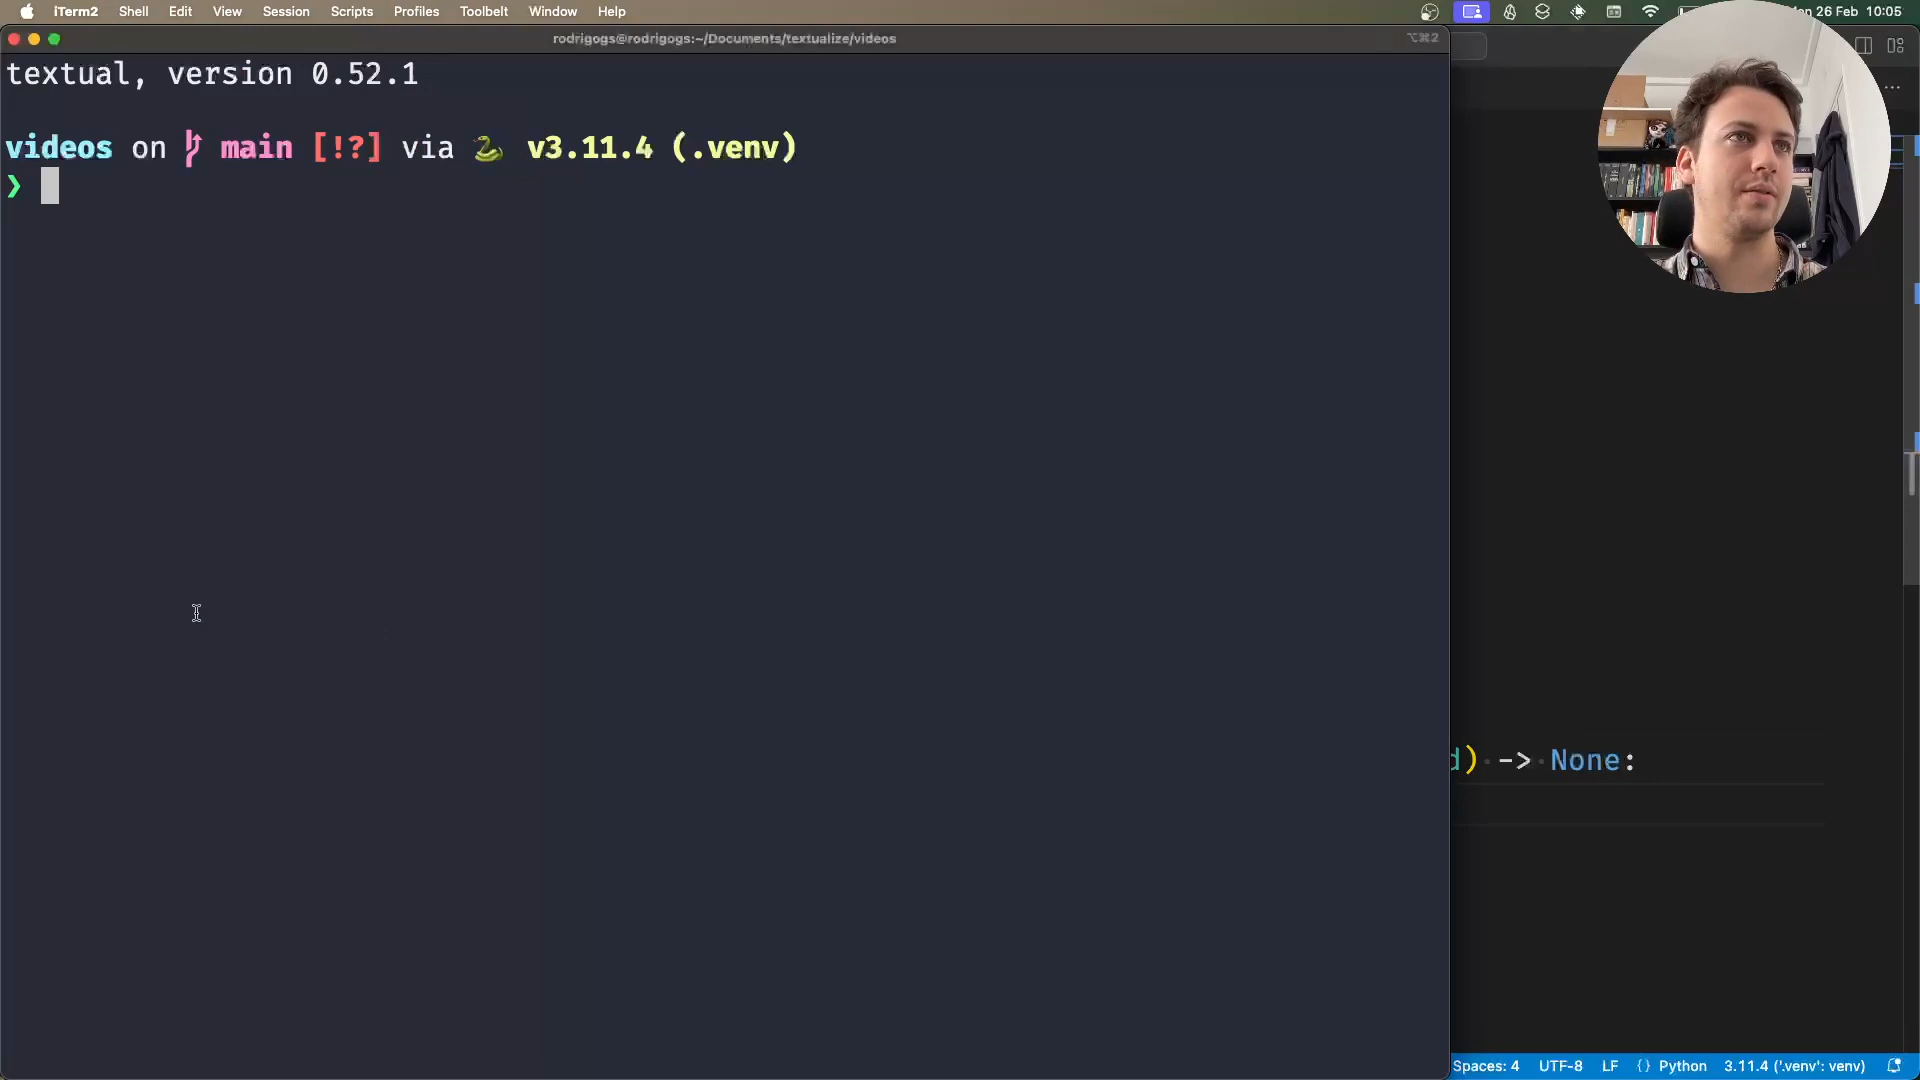 iTerm2 Shell Edit View Session Scripts Profiles Toolbelt Window Help
26 Feb 10:05
rodrigogs@rodrigogs:~/Documents/textualize/videos
⌥⌘2
textual, version 0.52.1
videos on main [!?] via 🐍 v3.11.4 (.venv)
❯
) -> None:
Spaces: 4 UTF-8 LF {} Python 3.11.4 ('.venv': venv)